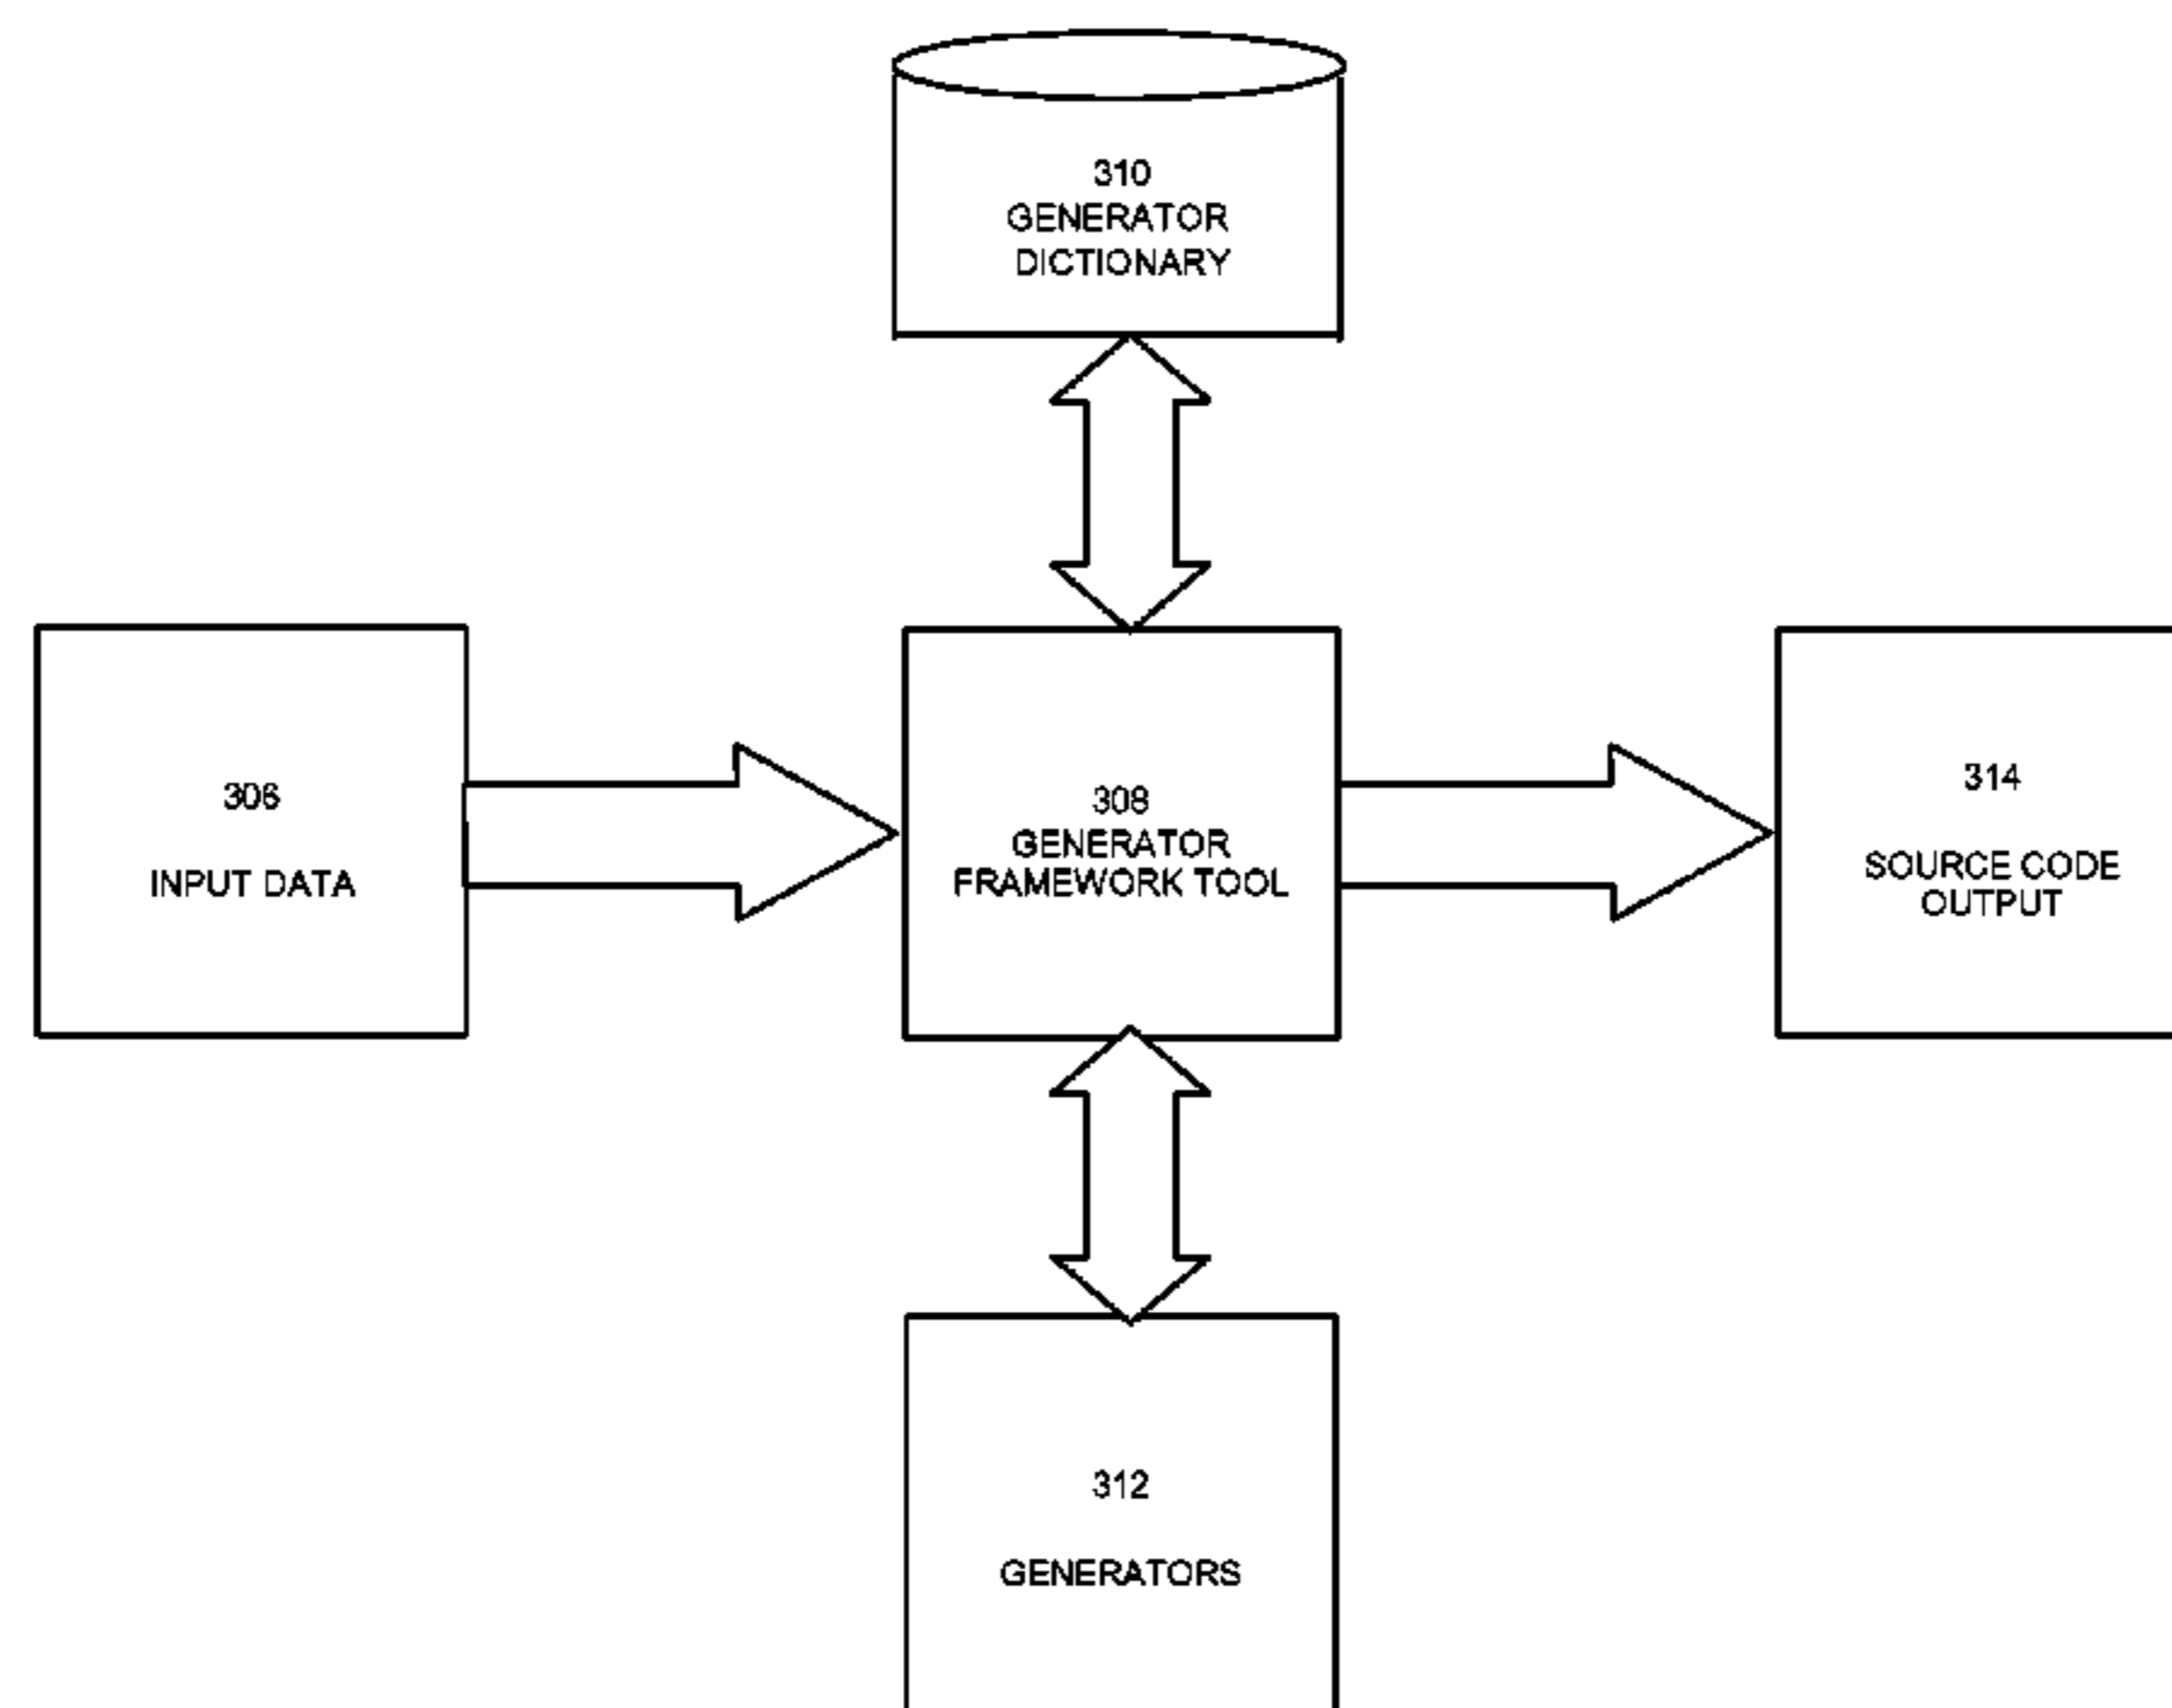 310
GENERATOR
DICTIONARY
306
INPUT DATA
308
GENERATOR
FRAMEWORK TOOL
314
SOURCE CODE
OUTPUT
312
GENERATORS